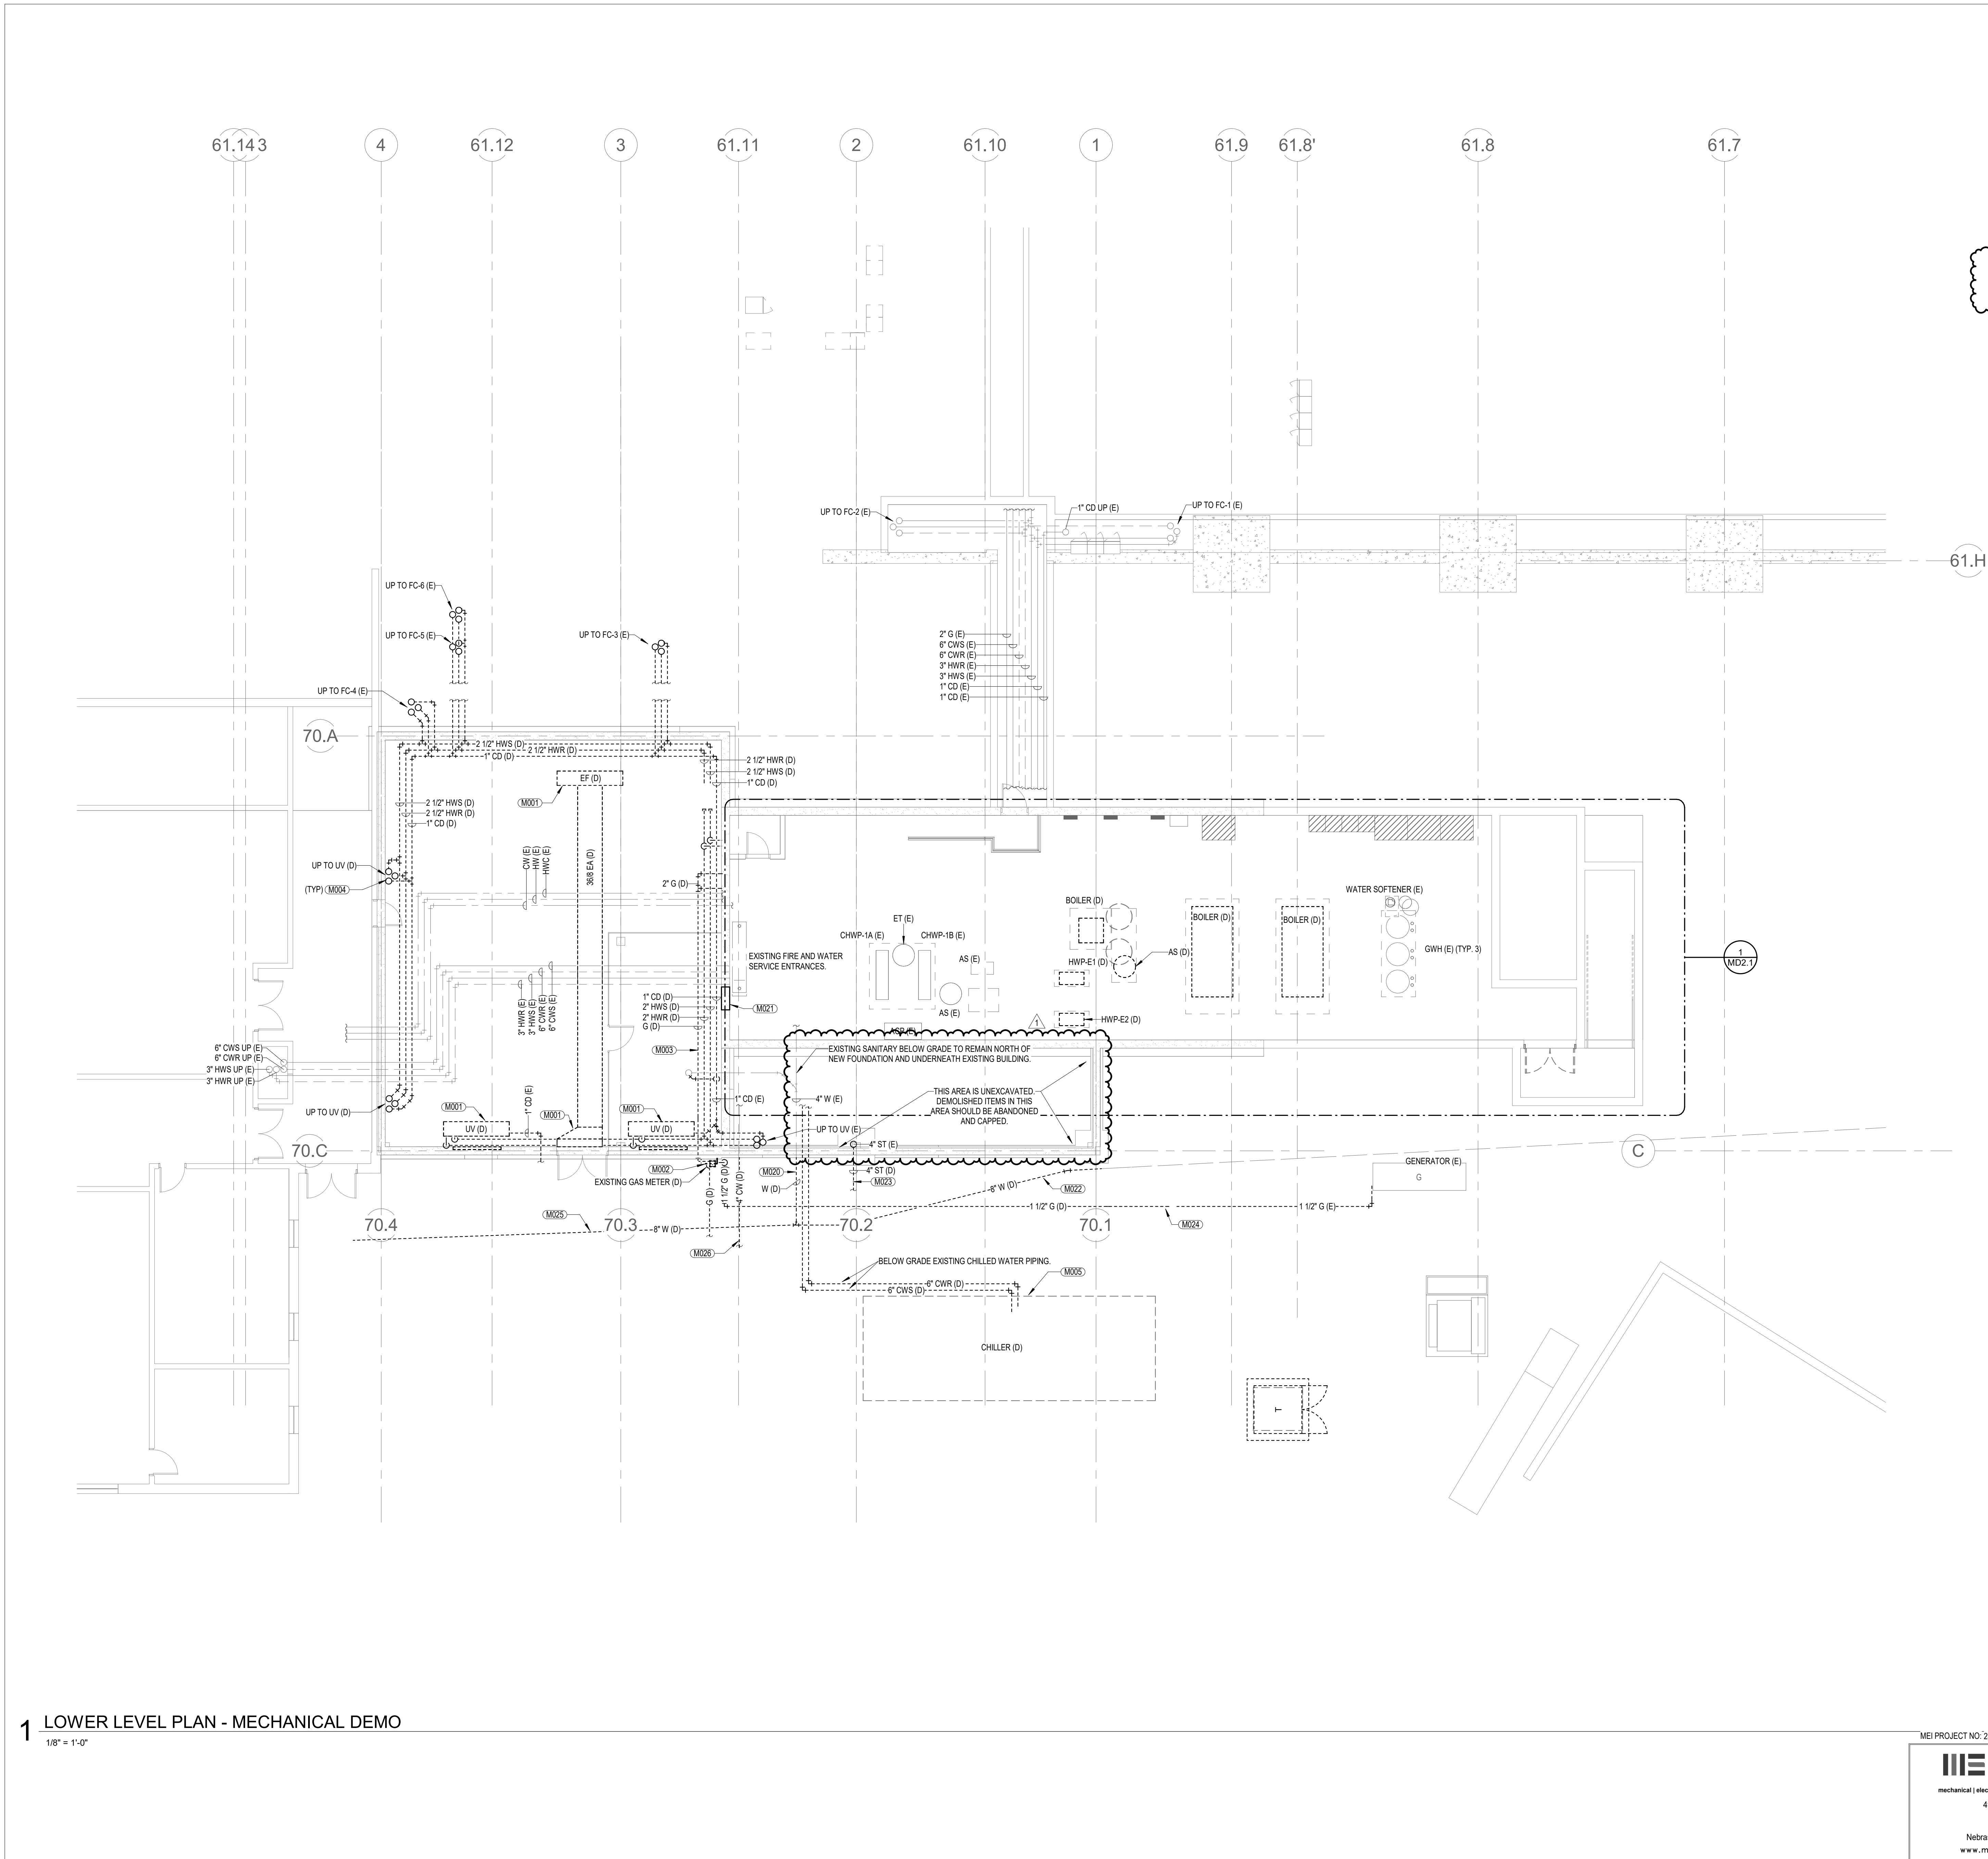 61.14
3
4
61.12
3
61.11
2
61.10
1
61.9
61.8'
61.8
61.7
UP TO FC-2 (E)
1" CD UP (E)
UP TO FC-1 (E)
61.H
UP TO FC-6 (E)
UP TO FC-5 (E)
UP TO FC-3 (E)
2" G (E)
6" CWS (E)
6" CWR (E)
3" HWR (E)
3" HWS (E)
1" CD (E)
1" CD (E)
UP TO FC-4 (E)
70.A
2 1/2" HWS (D)
2 1/2" HWR (D)
1" CD (D)
2 1/2" HWR (D)
2 1/2" HWS (D)
1" CD (D)
EF (D)
M001
2 1/2" HWS (D)
2 1/2" HWR (D)
1" CD (D)
CW (E)
HW (E)
HWC (E)
36/8 EA (D)
UP TO UV (D)
(TYP) M004
2" G (D)
WATER SOFTENER (E)
BOILER (D)
BOILER (D)
BOILER (D)
ET (E)
CHWP-1A (E)
CHWP-1B (E)
GWH (E) (TYP. 3)
EXISTING FIRE AND WATER
SERVICE ENTRANCES.
AS (E)
HWP-E1 (D)
AS (D)
1
MD2.1
3" HWR (E)
3" HWS (E)
6" CWR (E)
6" CWS (E)
1" CD (D)
2" HWS (D)
2" HWR (D)
G (D)
M021
AS (E)
HWP-E2 (D)
1
ASR (E)
M003
EXISTING SANITARY BELOW GRADE TO REMAIN NORTH OF
NEW FOUNDATION AND UNDERNEATH EXISTING BUILDING.
6" CWS UP (E)
6" CWR UP (E)
3" HWS UP (E)
3" HWR UP (E)
THIS AREA IS UNEXCAVATED.
DEMOLISHED ITEMS IN THIS
AREA SHOULD BE ABANDONED
AND CAPPED.
1" CD (E)
1" CD (E)
4" W (E)
UP TO UV (D)
M001
M001
M001
UV (D)
UV (D)
UP TO UV (E)
4" ST (E)
70.C
C
M002
EXISTING GAS METER (D)
M020
W (D)
4" ST (D)
M023
8" W (D)
M022
GENERATOR (E)
G
G (D)
1 1/2" G (D)
4" CW (D)
1 1/2" G (D)
1 1/2" G (E)
M025
M024
70.4
70.3
8" W (D)
70.2
70.1
M026
BELOW GRADE EXISTING CHILLED WATER PIPING.
M005
6" CWR (D)
6" CWS (D)
CHILLER (D)
T
1
LOWER LEVEL PLAN - MECHANICAL DEMO
1/8" = 1'-0"
MEI PROJECT NO: 2
mechanical | elec
4
Nebra
www.m